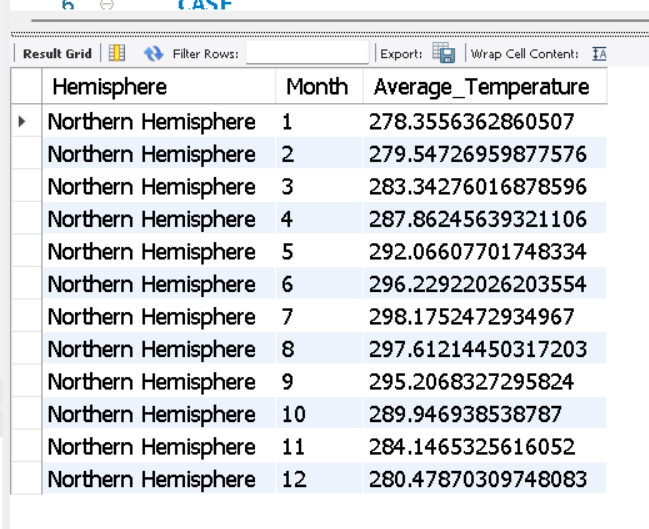 6 CASE
Result Grid Filter Rows: Export: Wrap Cell Content:
Hemisphere Month Average_Temperature
Northern Hemisphere 1 278.3556362860507
Northern Hemisphere 2 279.54726959877576
Northern Hemisphere 3 283.34276016878596
Northern Hemisphere 4 287.86245639321106
Northern Hemisphere 5 292.06607701748334
Northern Hemisphere 6 296.22922026203554
Northern Hemisphere 7 298.1752472934967
Northern Hemisphere 8 297.61214450317203
Northern Hemisphere 9 295.2068327295824
Northern Hemisphere 10 289.946938538787
Northern Hemisphere 11 284.1465325616052
Northern Hemisphere 12 280.47870309748083